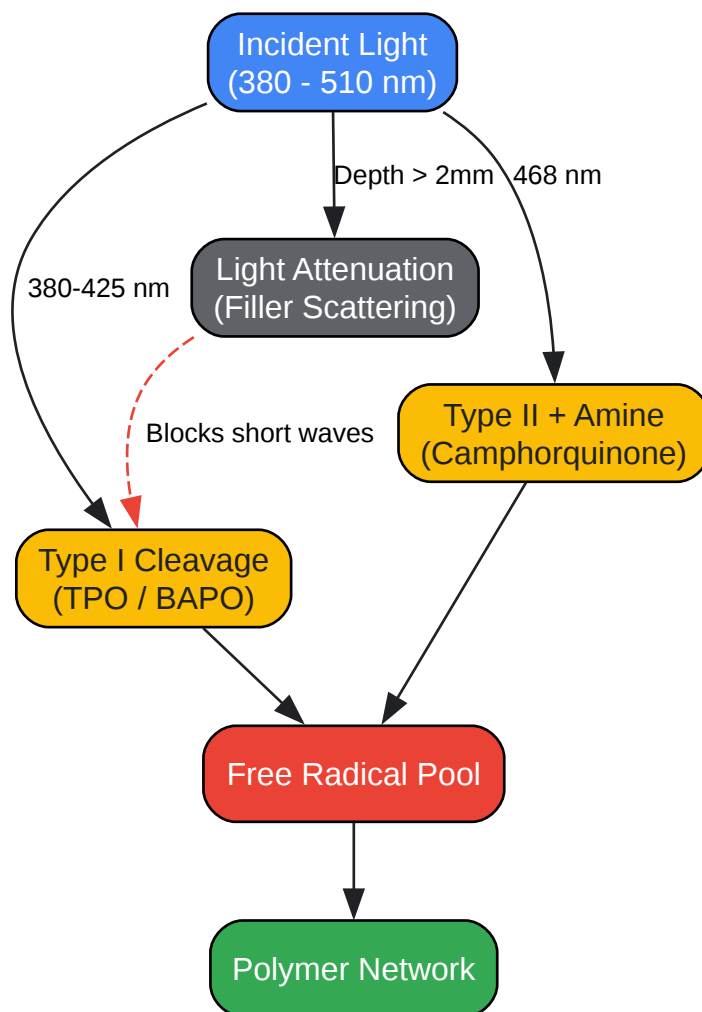 Incident Light
(380 - 510 nm)
Depth > 2mm
468 nm
380-425 nm
Light Attenuation
(Filler Scattering)
Blocks short waves
Type II + Amine
(Camphorquinone)
Type I Cleavage
(TPO / BAPO)
Free Radical Pool
Polymer Network